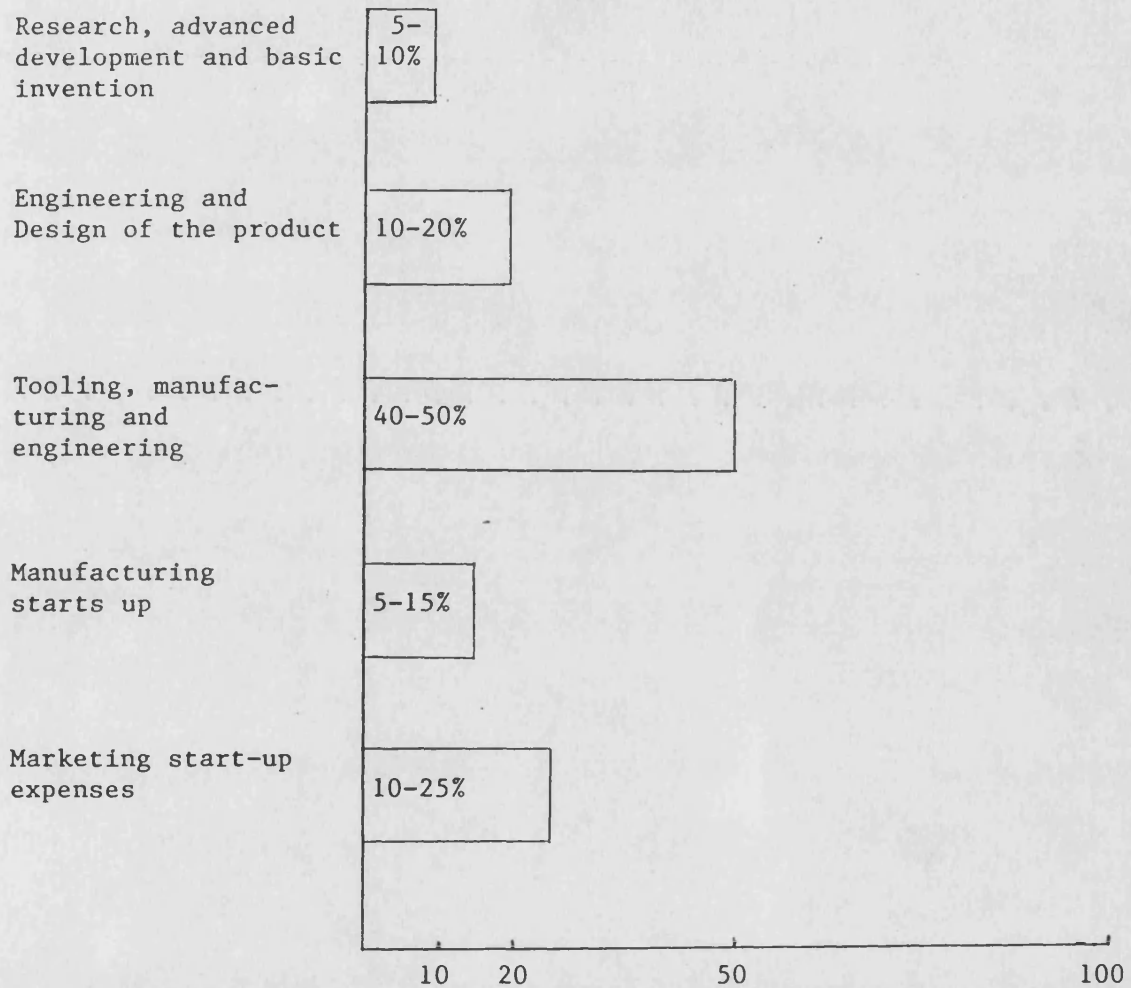 Research, advanced
development and basic
invention
5-
10%
Engineering and
Design of the product
10-20%
Tooling, manufac-
turing and
engineering
40-50%
Manufacturing
starts up
5-15%
Marketing start-up
expenses
10-25%
10 20 50 100